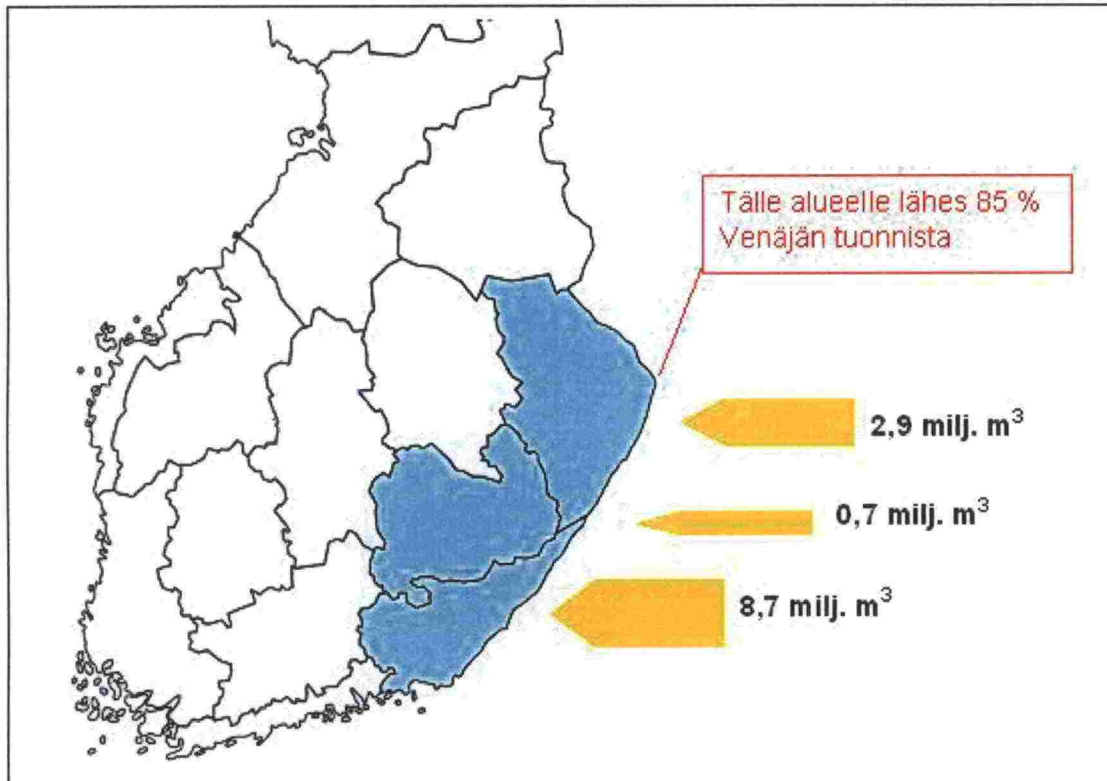 Tälle alueelle lähes 85 %
Venäjän tuonnista
2,9 milj. m³
0,7 milj. m³
8,7 milj. m³